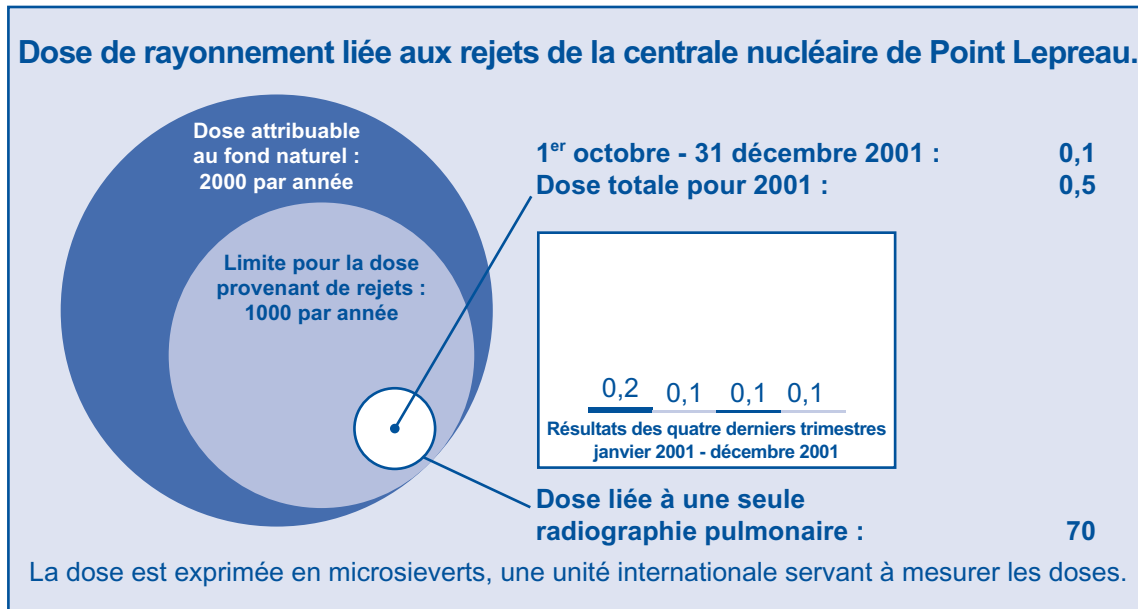 Dose de rayonnement liée aux rejets de la centrale nucléaire de Point Lepreau.
Dose attribuable
au fond naturel :
2000 par année
Limite pour la dose
provenant de rejets :
1000 par année
1er octobre - 31 décembre 2001 : 0,1
Dose totale pour 2001 : 0,5
0,2 0,1 0,1 0,1
Résultats des quatre derniers trimestres
janvier 2001 - décembre 2001
Dose liée à une seule
radiographie pulmonaire : 70
La dose est exprimée en microsieverts, une unité internationale servant à mesurer les doses.